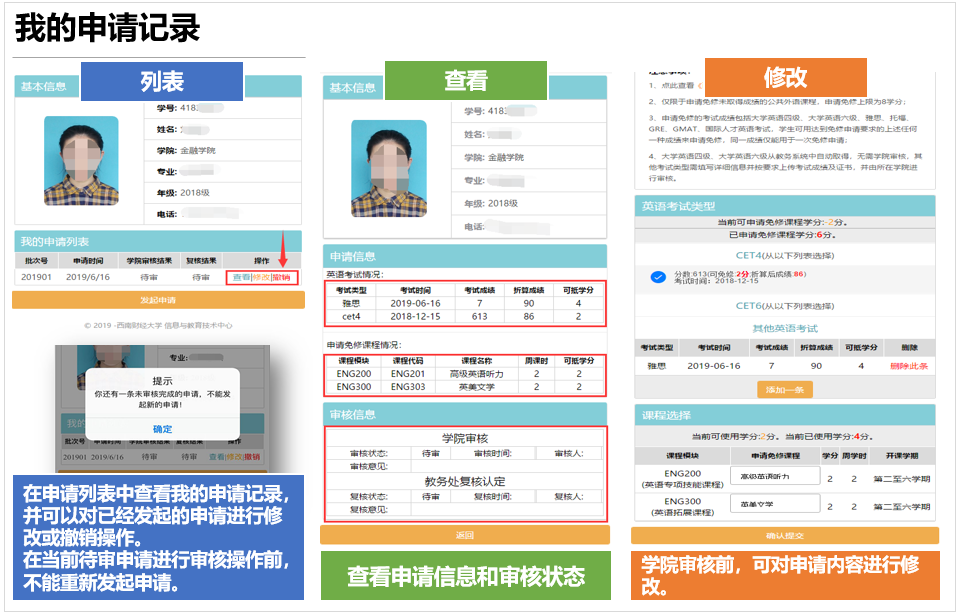 我的申请记录
列表
基本信息
学号: 418
姓名:
学院: 金融学院
专业:
年级: 2018级
电话:
我的申请列表
批次号 申请时间 学院审核结果 复核结果 操作
201901 2019/6/16 待审 待审 查看|修改|撤销
发起申请
© 2019 -西南财经大学 信息与教育技术中心
专业:
提示
你还有一条未审核完成的申请，不能发
起新的申请!
确定
我的
批次号 申请时间 学院审核结果 复核结果 操作
201901 2019/6/16 待审 待审 查看|修改|撤销
在申请列表中查看我的申请记录，
并可以对已经发起的申请进行修
改或撤销操作。
在当前待审申请进行审核操作前，
不能重新发起申请。
查看
基本信息
学号: 4183
姓名:
学院: 金融学院
专业:
年级: 2018级
电话:
申请信息
英语考试情况:
考试类型 考试时间 考试成绩 折算成绩 可抵学分
雅思 2019-06-16 7 90 4
cet4 2018-12-15 613 86 2
申请免修课程情况:
课程模块 课程代码 课程名称 周课时 可抵学分
ENG200 ENG201 高级英语听力 2 2
ENG300 ENG303 英美文学 2 2
审核信息
学院审核
审核状态: 待审 审核时间: 审核人:
审核意见:
教务处复核认定
复核状态: 待审 复核时间: 复核人:
复核意见:
返回
查看申请信息和审核状态
修改
注意事项:
1、点此查看《
2、仅限于申请免修未取得成绩的公共外语课程，申请免修上限为8学分;
3、申请免修的考试成绩包括大学英语四级、大学英语六级、雅思、托福、
GRE、GMAT、国际人才英语考试，学生可用达到免修申请要求的上述任何
一种成绩来申请免修，同一成绩仅能用于一次免修申请;
4、大学英语四级、大学英语六级从教务系统中自动取得，无需学院审核，其
他考试类型需填写详细信息并按要求上传考试成绩及证书，并由所在学院进
行审核。
英语考试类型
当前可申请免修课程学分:-2分。
已申请免修课程学分:6分。
CET4(从以下列表选择)
分数:613(可免修:2分,折算后成绩:86)
考试时间: 2018-12-15
CET6(从以下列表选择)
其他英语考试
考试类型 考试时间 考试成绩 折算成绩 可抵学分 删除
雅思 2019-06-16 7 90 4 删除此条
添加一条
课程选择
当前可使用学分:2分。当前已使用学分:4分。
课程模块 申请免修课程 学分 周学时 开课学期
ENG200
(英语专项技能课程) 高级英语听力 2 2 第二至六学期
ENG300
(英语拓展课程) 英美文学 2 2 第二至六学期
确认提交
学院审核前，可对申请内容进行修
改。